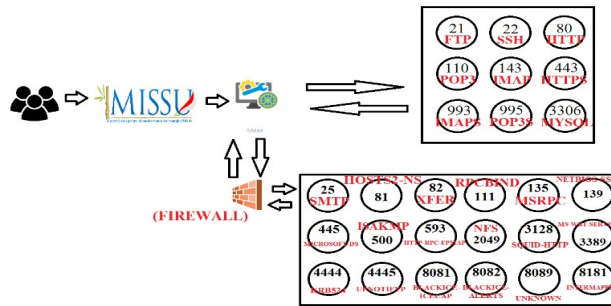 21
FTP
22
SSH
80
HTTP
110
POP3
143
IMAP
443
HTTPS
MISSU
993
IMAPS
995
POP3S
3306
MYSQL
(FIREWALL)
25
SMTP
HOSTS2-NS
81
82
XFER
RPCBIND
111
135
MSRPC
139
445
MICROSOFT-DS
ISAKMP
500
593
HTTP RPC EPMAP
NFS
2049
3128
SQUID-HTTP
3389
4444
KRB524
4445
UPNOTIFYP
8081
BLACKICE-
ICECAP
8082
BLACKICE-
ALERTS
8089
UNKNOWN
8181
INTERMAPPER